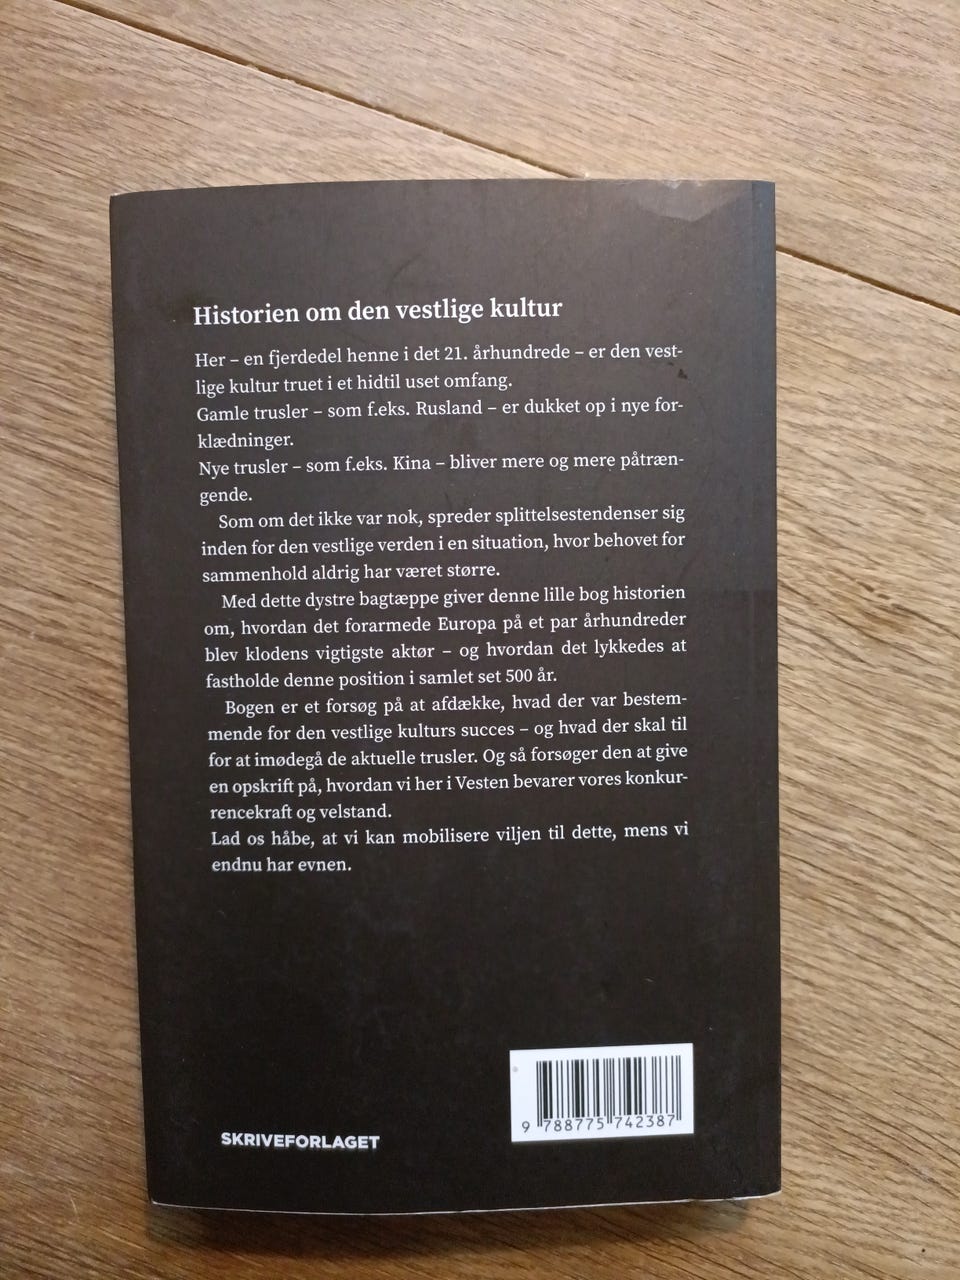 Historien om den vestlige kultur
Her – en fjerdedel henne i det 21. århundrede – er den vest-
lige kultur truet i et hidtil uset omfang.
Gamle trusler – som f.eks. Rusland – er dukket op i nye for-
klædninger.
Nye trusler – som f.eks. Kina – bliver mere og mere påtræn-
gende.
Som om det ikke var nok, spreder splittelsestendenser sig
inden for den vestlige verden i en situation, hvor behovet for
sammenhold aldrig har været større.
Med dette dystre bagtæppe giver denne lille bog historien
om, hvordan det forarmede Europa på et par århundreder
blev klodens vigtigste aktør – og hvordan det lykkedes at
fastholde denne position i samlet set 500 år.
Bogen er et forsøg på at afdække, hvad der var bestem-
mende for den vestlige kulturs succes – og hvad der skal til
for at imødegå de aktuelle trusler. Og så forsøger den at give
en opskrift på, hvordan vi her i Vesten bevarer vores konkur-
rencekraft og velstand.
Lad os håbe, at vi kan mobilisere viljen til dette, mens vi
endnu har evnen.
SKRIVEFORLAGET
9 788775 742387